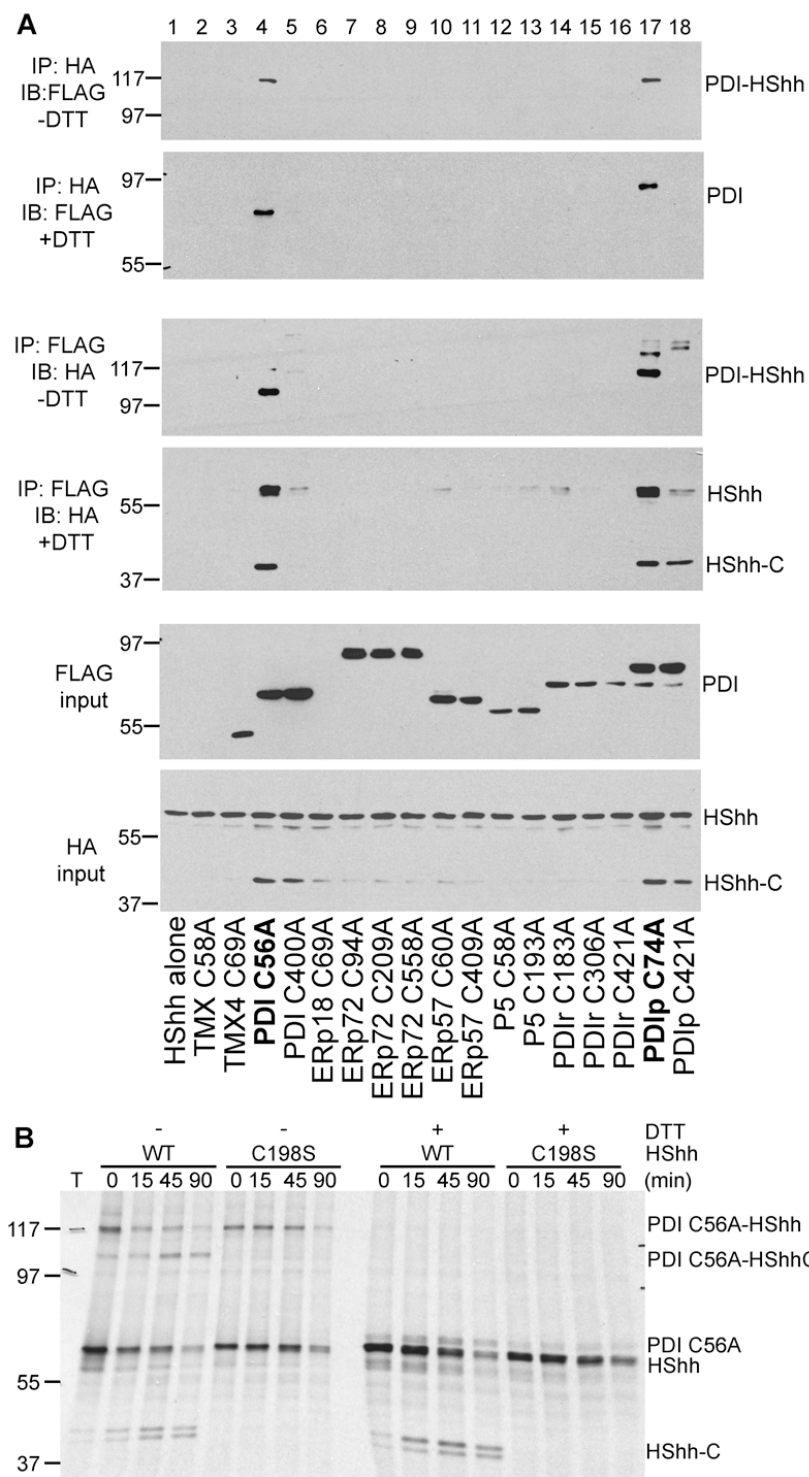 A
1 2 3 4 5 6 7 8 9 10 11 12 13 14 15 16 17 18
IP: HA
IB:FLAG
-DTT
117
97
PDI-HShh
IP: HA
IB: FLAG
+DTT
97
55
PDI
IP: FLAG
IB: HA
-DTT
117
97
PDI-HShh
IP: FLAG
IB: HA
+DTT
55
37
HShh
HShh-C
FLAG
input
97
55
PDI
HA
input
55
37
HShh
HShh-C
HShh alone
TMX C58A
TMX4 C69A
PDI C56A
PDI C400A
ERp18 C69A
ERp72 C94A
ERp72 C209A
ERp72 C558A
ERp57 C60A
ERp57 C409A
P5 C58A
P5 C193A
PDIr C183A
PDIr C306A
PDIr C421A
PDIp C74A
PDIp C421A
B
- - + + DTT
WT C198S WT C198S HShh
T 0 15 45 90 0 15 45 90 0 15 45 90 0 15 45 90 (min)
117
97
55
37
PDI C56A-HShh
PDI C56A-HShhC
PDI C56A
HShh
HShh-C